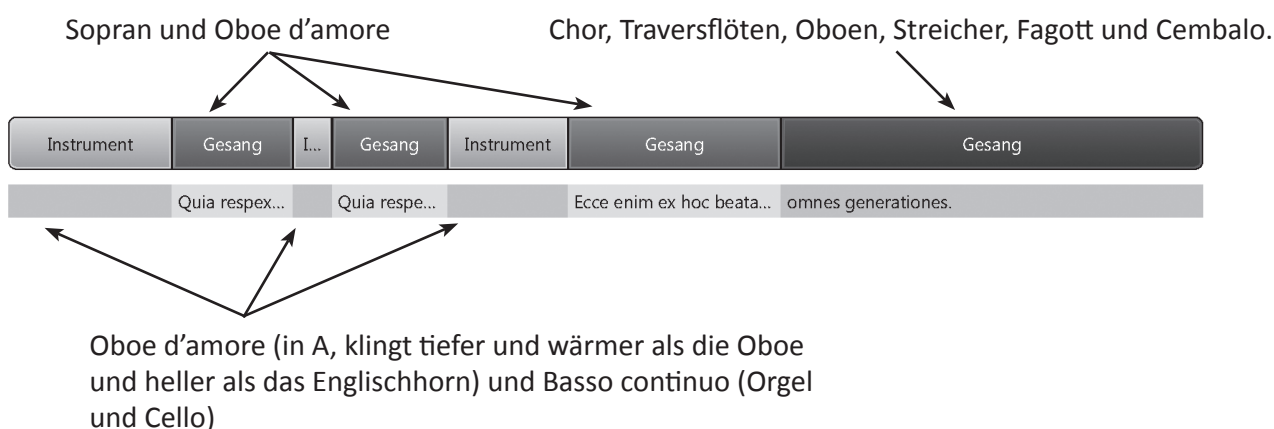 Sopran und Oboe d’amore
Chor, Traversflöten, Oboen, Streicher, Fagott und Cembalo.
Instrument
Gesang
I...
Gesang
Instrument
Gesang
Gesang
Quia respex...
Quia respe...
Ecce enim ex hoc beata...
omnes generationes.
Oboe d’amore (in A, klingt tiefer und wärmer als die Oboe
und heller als das Englischhorn) und Basso continuo (Orgel
und Cello)